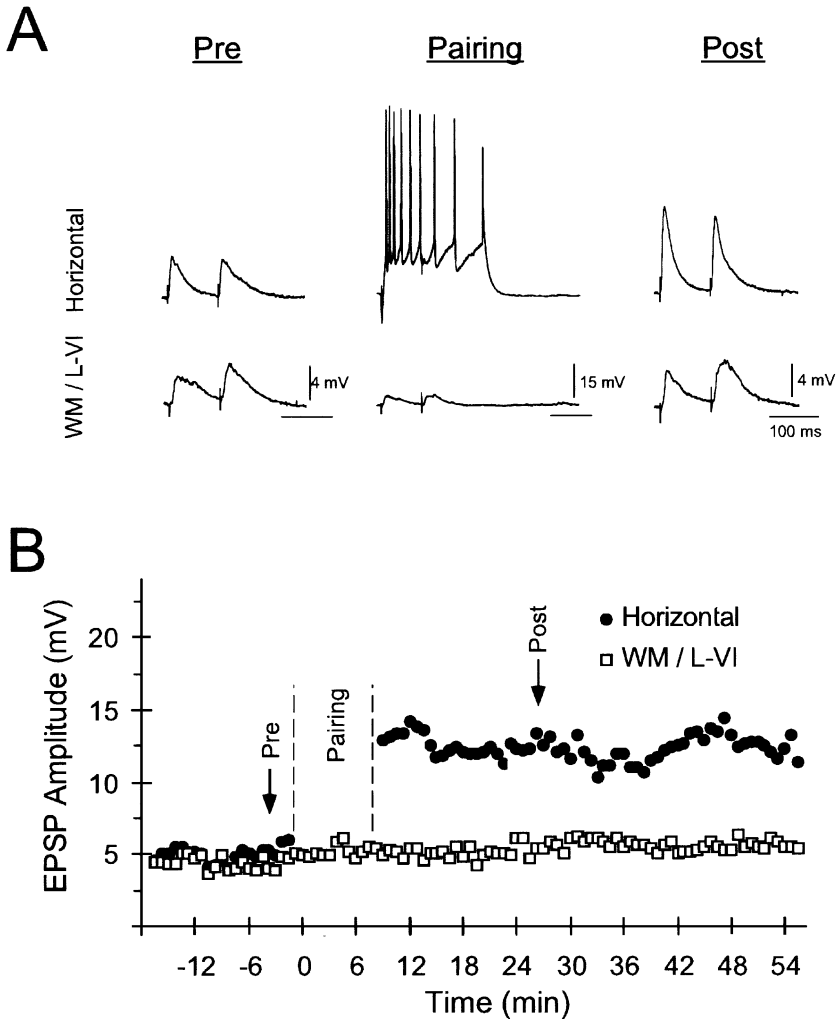 A
Pre Pairing Post
Horizontal
WM / L-VI
4 mV
15 mV
4 mV
100 ms
B
EPSP Amplitude (mV)
20
15
10
5
Pre
Pairing
Post
Horizontal
WM / L-VI
-12 -6 0 6 12 18 24 30 36 42 48 54
Time (min)